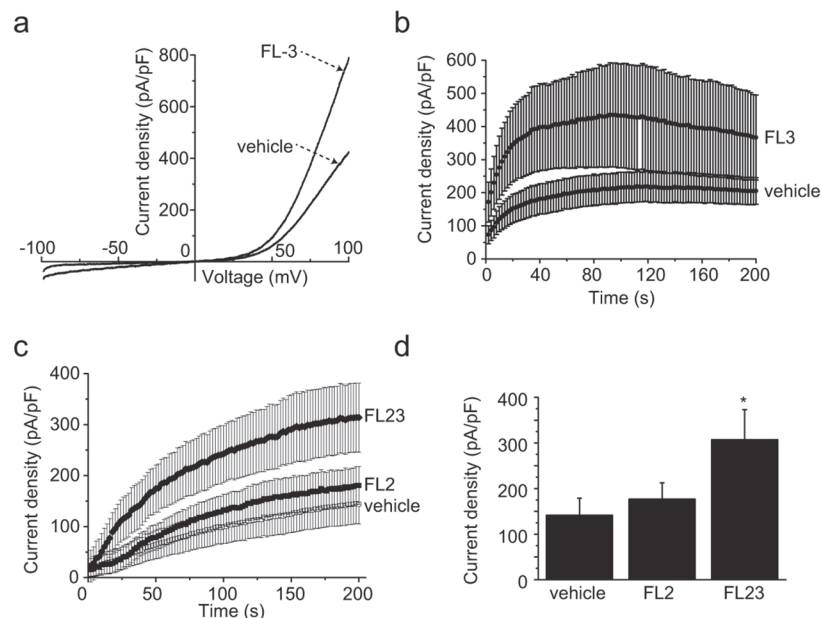 a
Current density (pA/pF)
800
600
400
200
0
-100
-50
50
100
Voltage (mV)
FL-3
vehicle
b
Current density (pA/pF)
600
500
400
300
200
100
0
0
40
80
120
160
200
Time (s)
FL3
vehicle
c
Current density (pA/pF)
400
300
200
100
0
0
50
100
150
200
Time (s)
FL23
FL2
vehicle
d
Current density (pA/pF)
400
300
200
100
0
*
vehicle
FL2
FL23